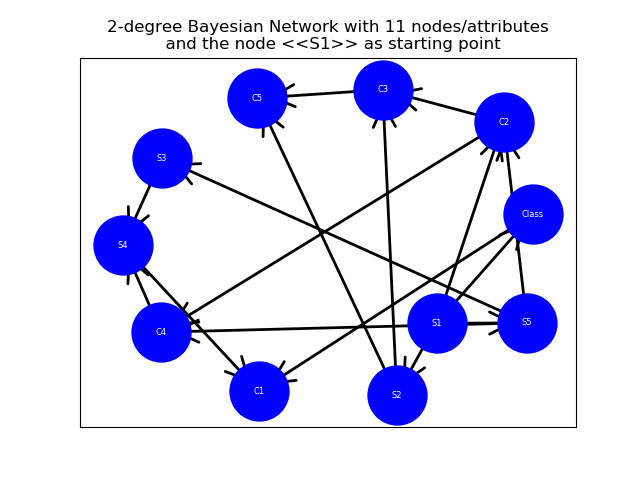 2-degree Bayesian Network with 11 nodes/attributes
and the node <<S1>> as starting point
C3
C5
C2
S3
Class
S4
S1
S5
C4
C1
S2